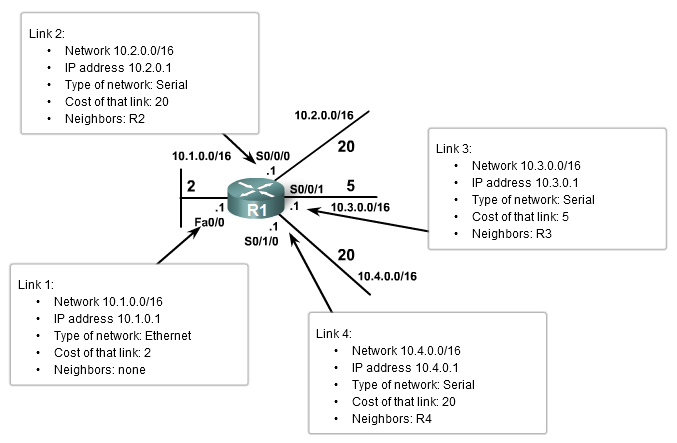 Link 2:
• Network 10.2.0.0/16
• IP address 10.2.0.1
• Type of network: Serial
• Cost of that link: 20
• Neighbors: R2
10.2.0.0/16
20
10.1.0.0/16
S0/0/0
.1
Link 3:
• Network 10.3.0.0/16
• IP address 10.3.0.1
• Type of network: Serial
• Cost of that link: 5
• Neighbors: R3
2
S0/0/1
5
.1
R1
.1
10.3.0.0/16
Fa0/0
.1
S0/1/0
20
10.4.0.0/16
Link 1:
• Network 10.1.0.0/16
• IP address 10.1.0.1
• Type of network: Ethernet
• Cost of that link: 2
• Neighbors: none
Link 4:
• Network 10.4.0.0/16
• IP address 10.4.0.1
• Type of network: Serial
• Cost of that link: 20
• Neighbors: R4